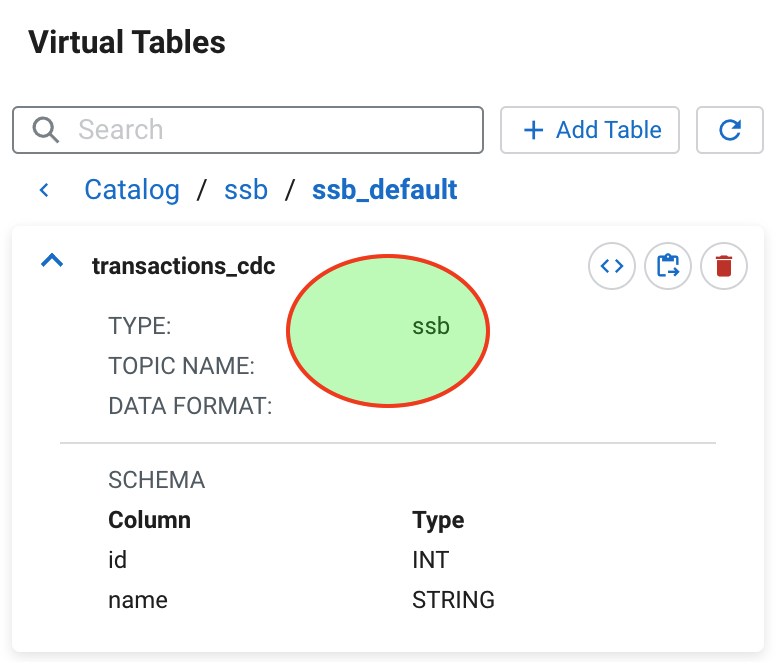 Virtual Tables
Search
+ Add Table
Catalog / ssb / ssb_default
transactions_cdc
TYPE: ssb
TOPIC NAME:
DATA FORMAT:
SCHEMA
Column Type
id INT
name STRING